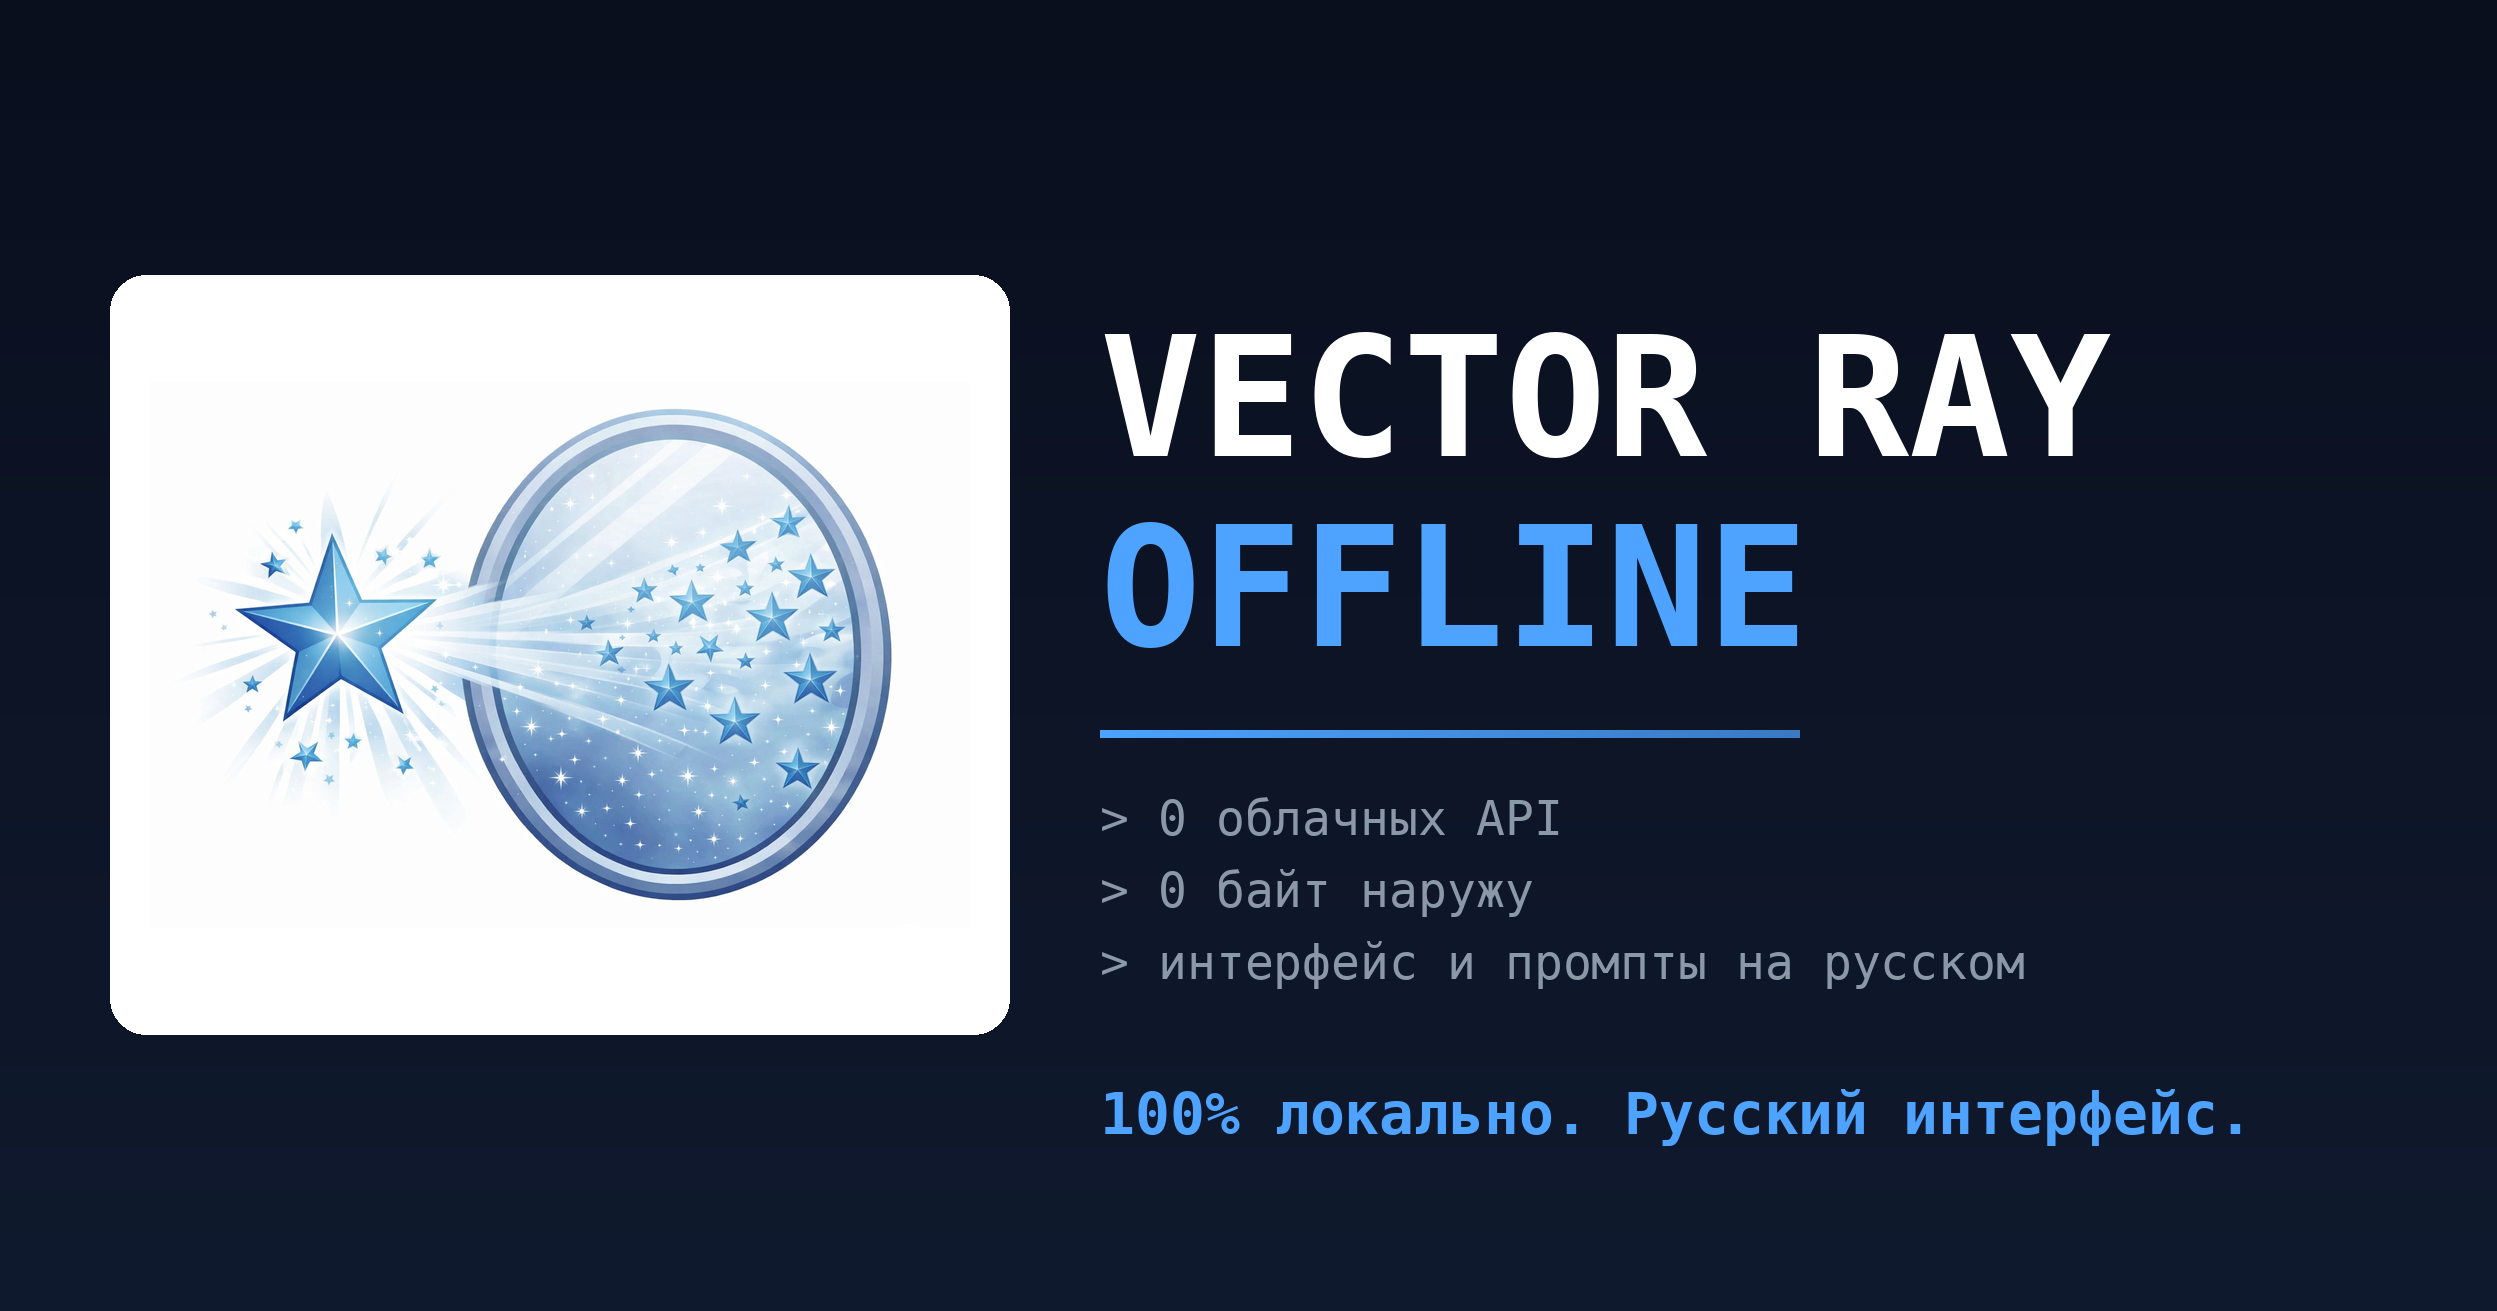 VECTOR RAY
OFFLINE
> 0 облачных API
> 0 байт наружу
> интерфейс и промпты на русском
100% локально. Русский интерфейс.